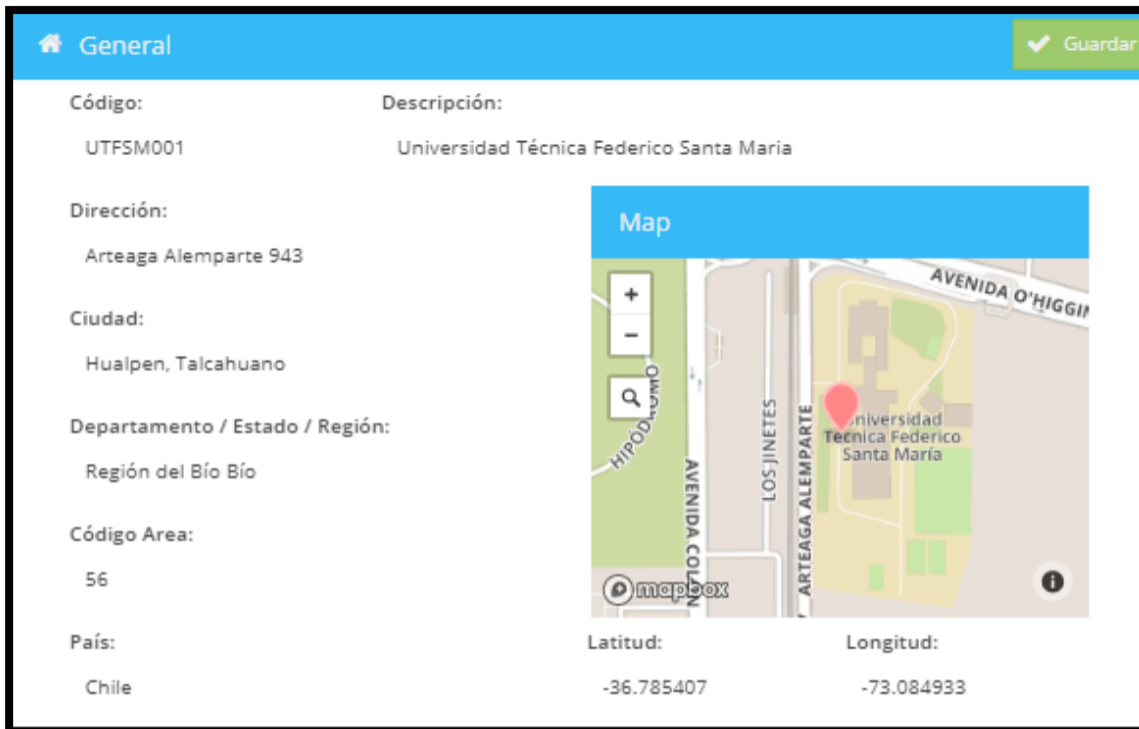 General
Guardar
Código:
Descripción:
UTFSM001
Universidad Técnica Federico Santa Maria
Dirección:
Arteaga Alemparte 943
Ciudad:
Hualpen, Talcahuano
Departamento / Estado / Región:
Región del Bío Bío
Código Area:
56
País:
Chile
Map
+
−
AVENIDA O'HIGGIN
HIPÓDROMO
AVENIDA COLÓN
LOS JINETES
ARTEAGA ALEMPARTE
Universidad
Técnica Federico
Santa María
mapbox
i
Latitud:
Longitud:
-36.785407
-73.084933